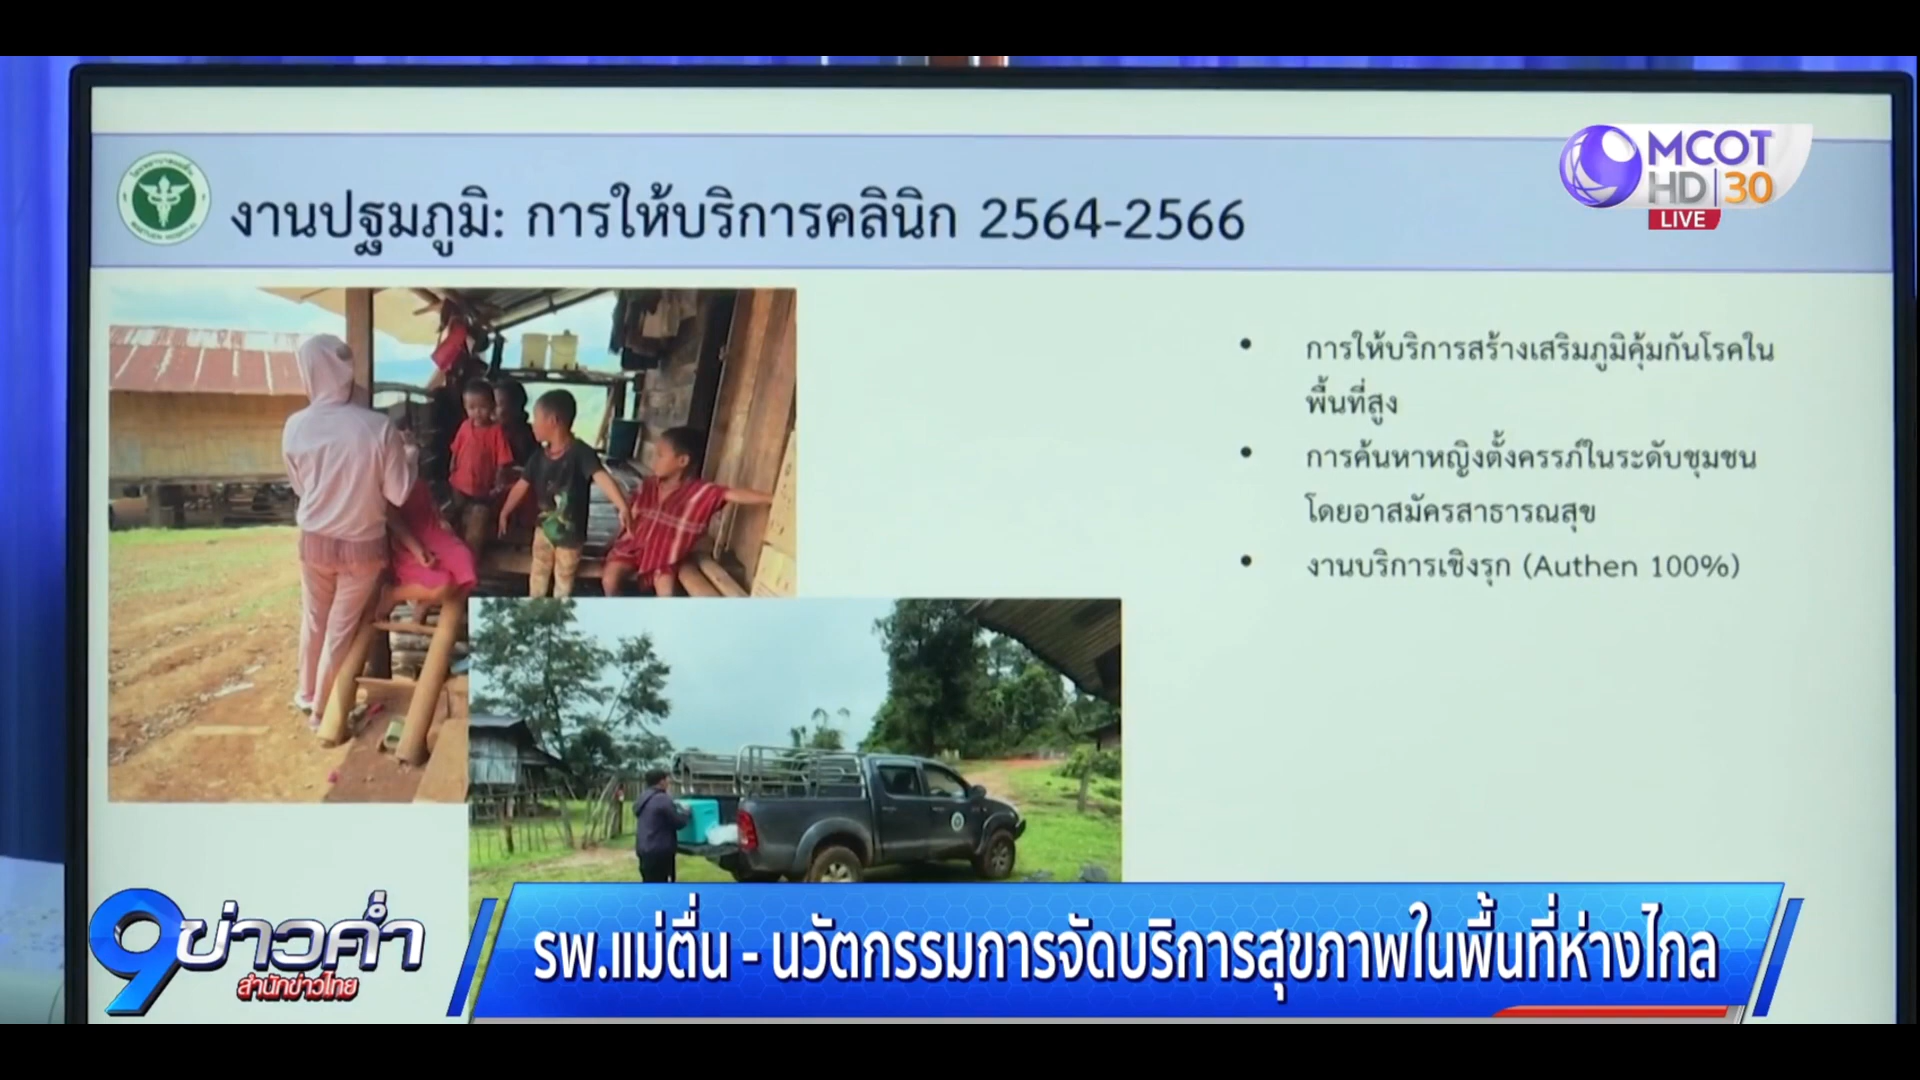 MCOT
HD 30
LIVE
งานปฐมภูมิ: การให้บริการคลินิก 2564-2566
• การให้บริการสร้างเสริมภูมิคุ้มกันโรคใน
พื้นที่สูง
• การค้นหาหญิงตั้งครรภ์ในระดับชุมชน
โดยอาสมัครสาธารณสุข
• งานบริการเชิงรุก (Authen 100%)
9ข่าวค่ำ
สำนักข่าวไทย
รพ.แม่ตื่น - นวัตกรรมการจัดบริการสุขภาพในพื้นที่ห่างไกล